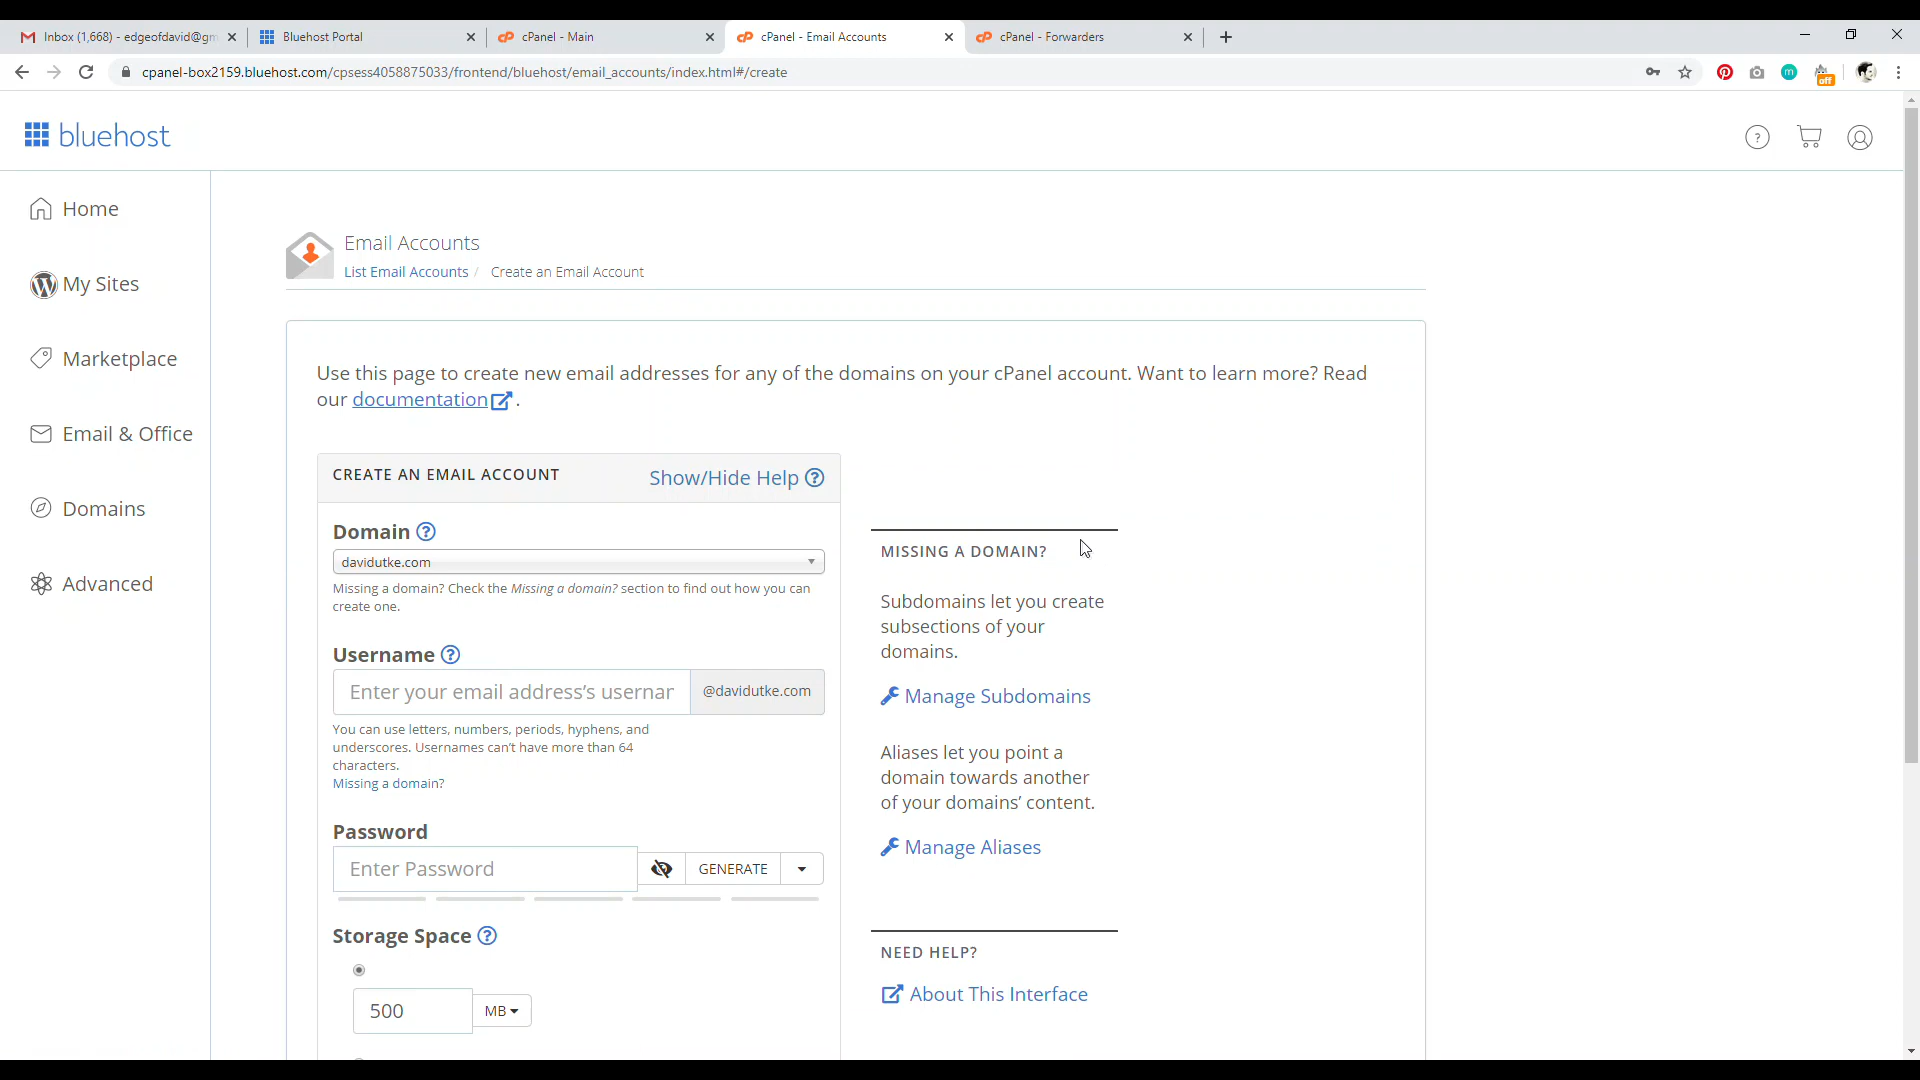 Inbox (1,668) - edgeofdavid@gm
Bluehost Portal
cPanel - Main
cPanel - Email Accounts
cPanel - Forwarders
cpanel-box2159.bluehost.com/cpsess4058875033/frontend/bluehost/email_accounts/index.html#/create
off
bluehost
Home
My Sites
Marketplace
Email & Office
Domains
Advanced
Email Accounts
List Email Accounts / Create an Email Account
Use this page to create new email addresses for any of the domains on your cPanel account. Want to learn more? Read
our documentation .
CREATE AN EMAIL ACCOUNT
Show/Hide Help ?
Domain ?
davidutke.com
Missing a domain? Check the Missing a domain? section to find out how you can
create one.
Username ?
Enter your email address's usernar
@davidutke.com
You can use letters, numbers, periods, hyphens, and
underscores. Usernames can't have more than 64
characters.
Missing a domain?
Password
Enter Password
GENERATE
Storage Space ?
500
MB
MISSING A DOMAIN?
Subdomains let you create
subsections of your
domains.
Manage Subdomains
Aliases let you point a
domain towards another
of your domains' content.
Manage Aliases
NEED HELP?
About This Interface